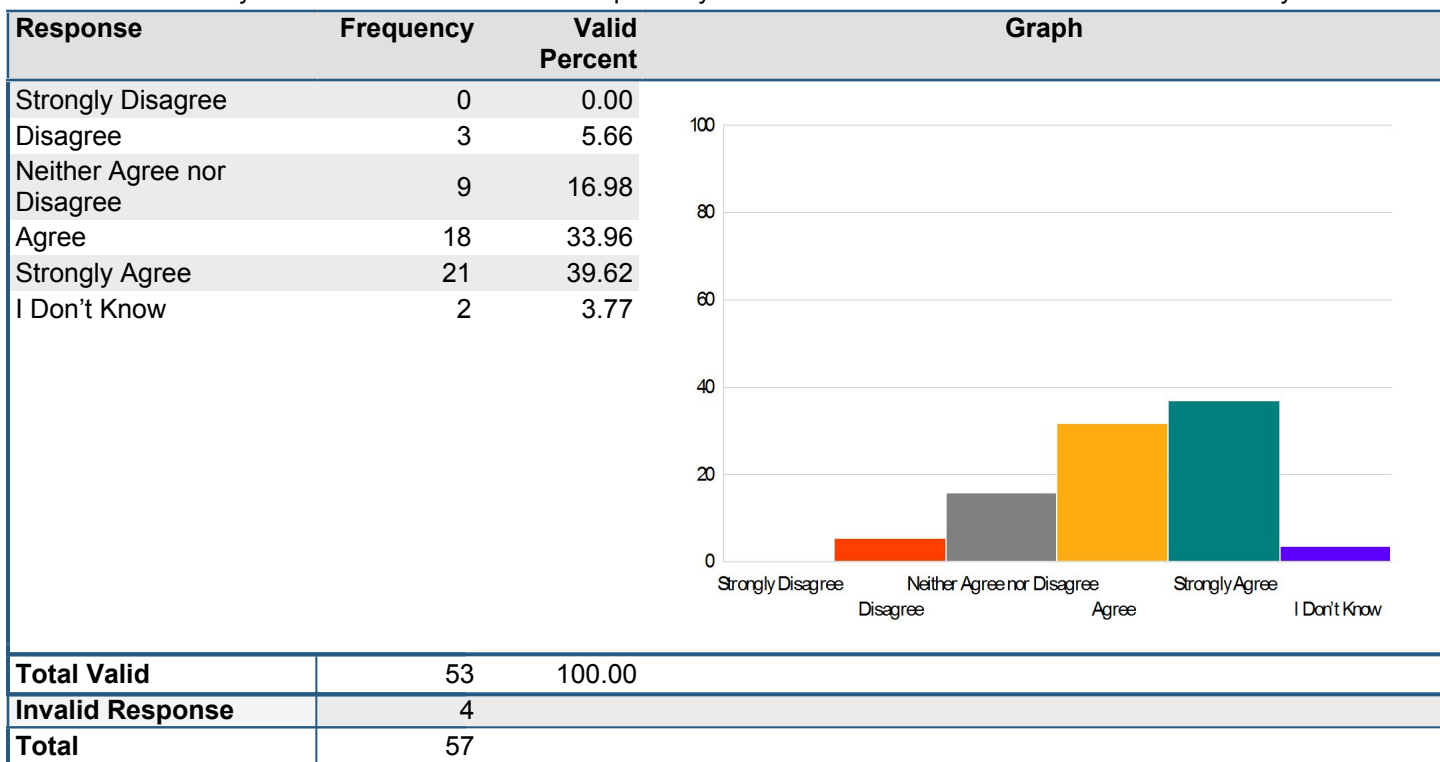 Response Frequency Valid Percent Graph
Strongly Disagree 0 0.00
Disagree 3 5.66
Neither Agree nor Disagree 9 16.98
Agree 18 33.96
Strongly Agree 21 39.62
I Don’t Know 2 3.77
100
80
60
40
20
0
Strongly Disagree Neither Agree nor Disagree Strongly Agree
Disagree Agree I Don't Know
Total Valid 53 100.00
Invalid Response 4
Total 57